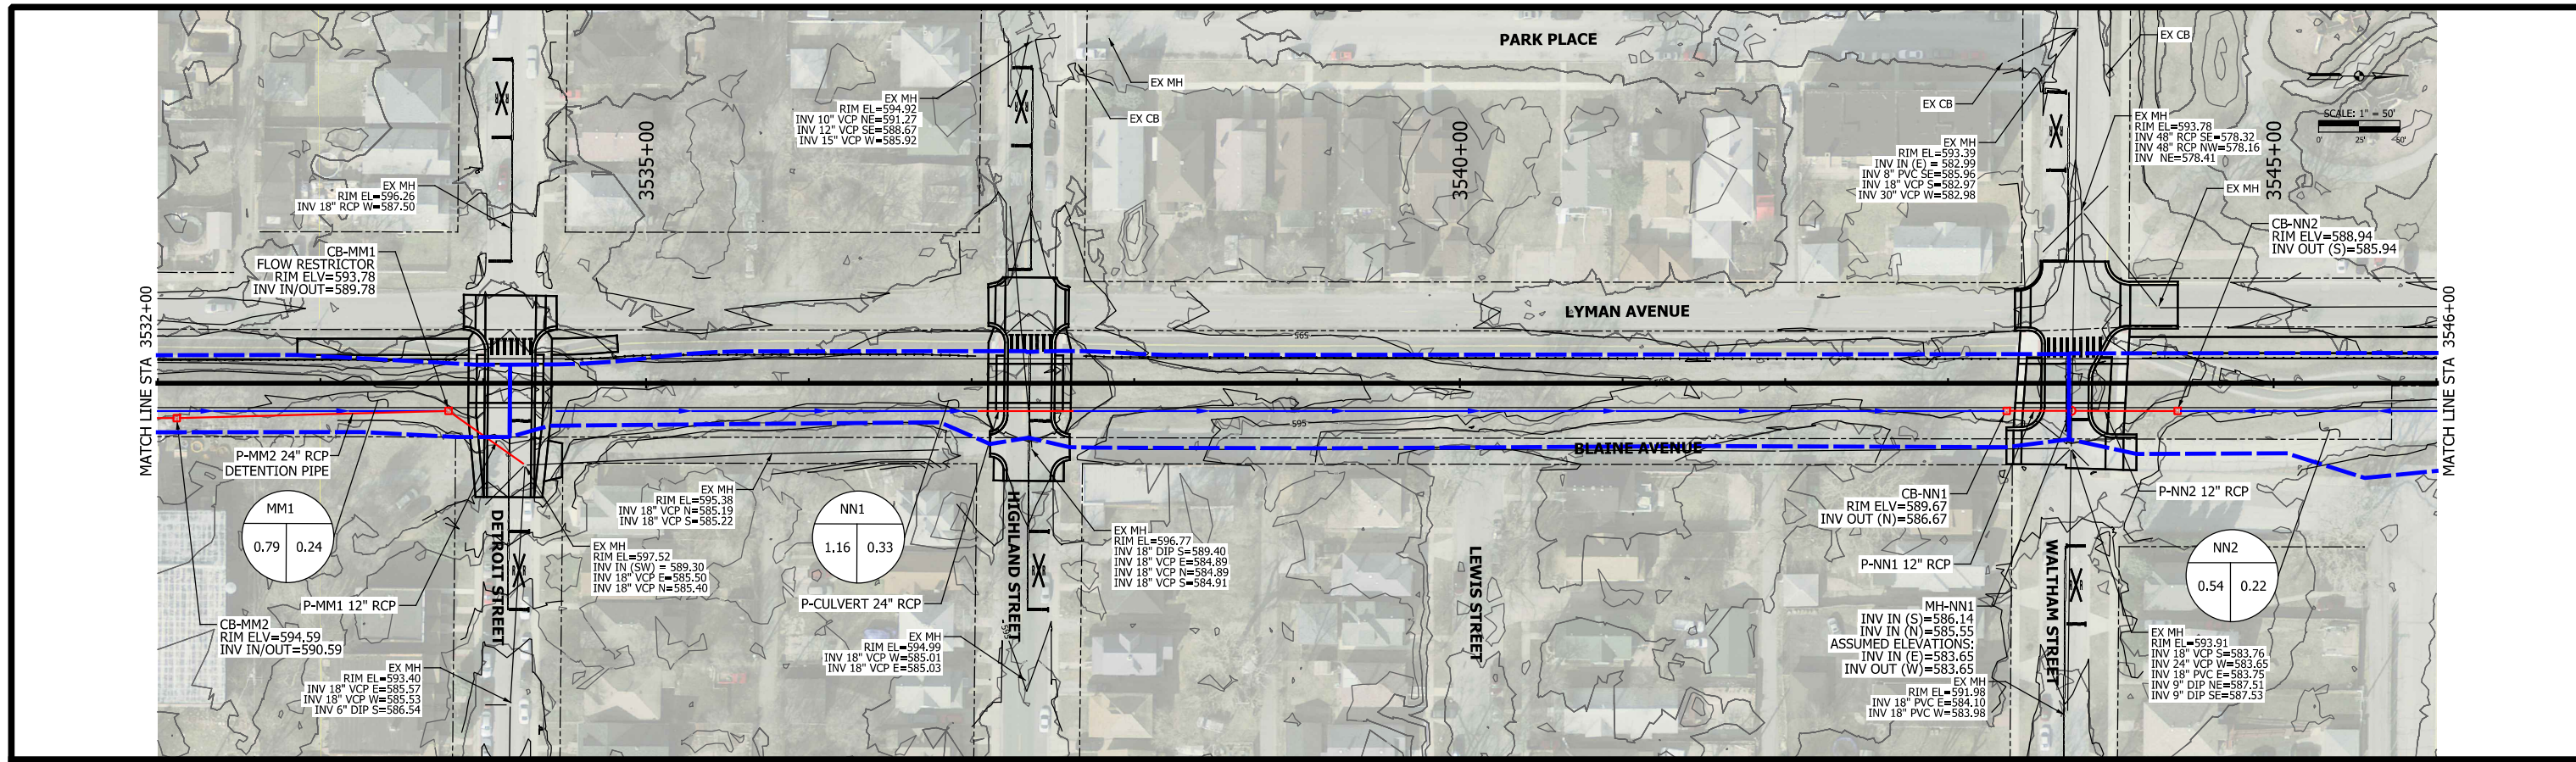 PARK PLACE
EX CB
EX MH
EX CB
EX MH
RIM EL=594.92
INV 10" VCP NE=591.27
INV 12" VCP SE=588.67
INV 15" VCP W=585.92
EX CB
EX MH
RIM EL=593.78
INV 48" RCP SE=578.32
INV 48" RCP NW=578.16
INV NE=578.41
SCALE: 1" = 50'
0' 25' 50'
3535+00
3540+00
3545+00
EX MH
RIM EL=593.39
INV IN (E) = 582.99
INV 8" PVC SE=585.96
INV 18" VCP S=582.97
INV 30" VCP W=582.98
EX MH
RIM EL=596.26
INV 18" RCP W=587.50
EX MH
CB-NN2
RIM ELV=588.94
INV OUT (S)=585.94
CB-MM1
FLOW RESTRICTOR
RIM ELV=593.78
INV IN/OUT=589.78
LYMAN AVENUE
MATCH LINE STA 3532+00
MATCH LINE STA 3546+00
595
595
BLAINE AVENUE
P-MM2 24" RCP
DETENTION PIPE
MM1
0.79 0.24
EX MH
RIM EL=595.38
INV 18" VCP N=585.19
INV 18" VCP S=585.22
NN1
1.16 0.33
HIGHLAND STREET
DETROIT STREET
EX MH
RIM EL=597.52
INV IN (SW) = 589.30
INV 18" VCP E=585.50
INV 18" VCP N=585.40
EX MH
RIM EL=596.77
INV 18" DIP S=589.40
INV 18" VCP E=584.89
INV 18" VCP N=584.89
INV 18" VCP S=584.91
LEWIS STREET
CB-NN1
RIM ELV=589.67
INV OUT (N)=586.67
P-NN2 12" RCP
P-NN1 12" RCP
WALTHAM STREET
NN2
0.54 0.22
P-MM1 12" RCP
P-CULVERT 24" RCP
CB-MM2
RIM ELV=594.59
INV IN/OUT=590.59
EX MH
RIM EL=593.40
INV 18" VCP E=585.57
INV 18" VCP W=585.53
INV 6" DIP S=586.54
EX MH
RIM EL=594.99
INV 18" VCP W=585.01
INV 18" VCP E=585.03
595
MH-NN1
INV IN (S)=586.14
INV IN (N)=585.55
ASSUMED ELEVATIONS:
INV IN (E)=583.65
INV OUT (W)=583.65
EX MH
RIM EL=591.98
INV 18" PVC E=584.10
INV 18" PVC W=583.98
EX MH
RIM EL=593.91
INV 18" VCP S=583.76
INV 24" VCP W=583.65
INV 18" PVC E=583.75
INV 9" DIP NE=587.51
INV 9" DIP SE=587.53